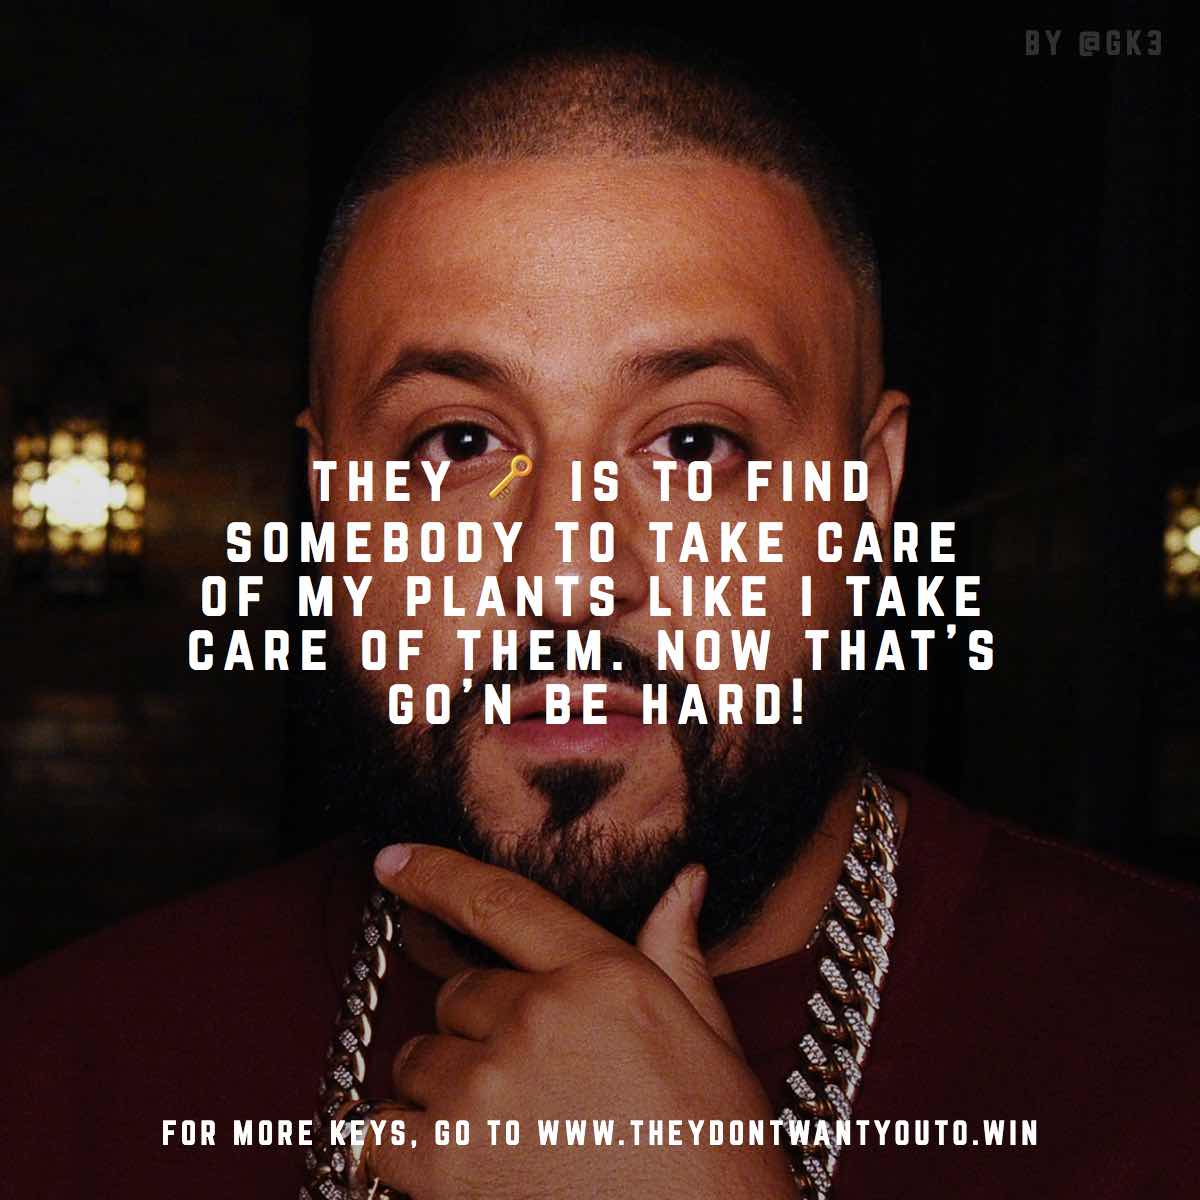 BY @GK3
THEY 🔑 IS TO FIND
SOMEBODY TO TAKE CARE
OF MY PLANTS LIKE I TAKE
CARE OF THEM. NOW THAT'S
GO'N BE HARD!
FOR MORE KEYS, GO TO WWW.THEYDONTWANTYOUTO.WIN